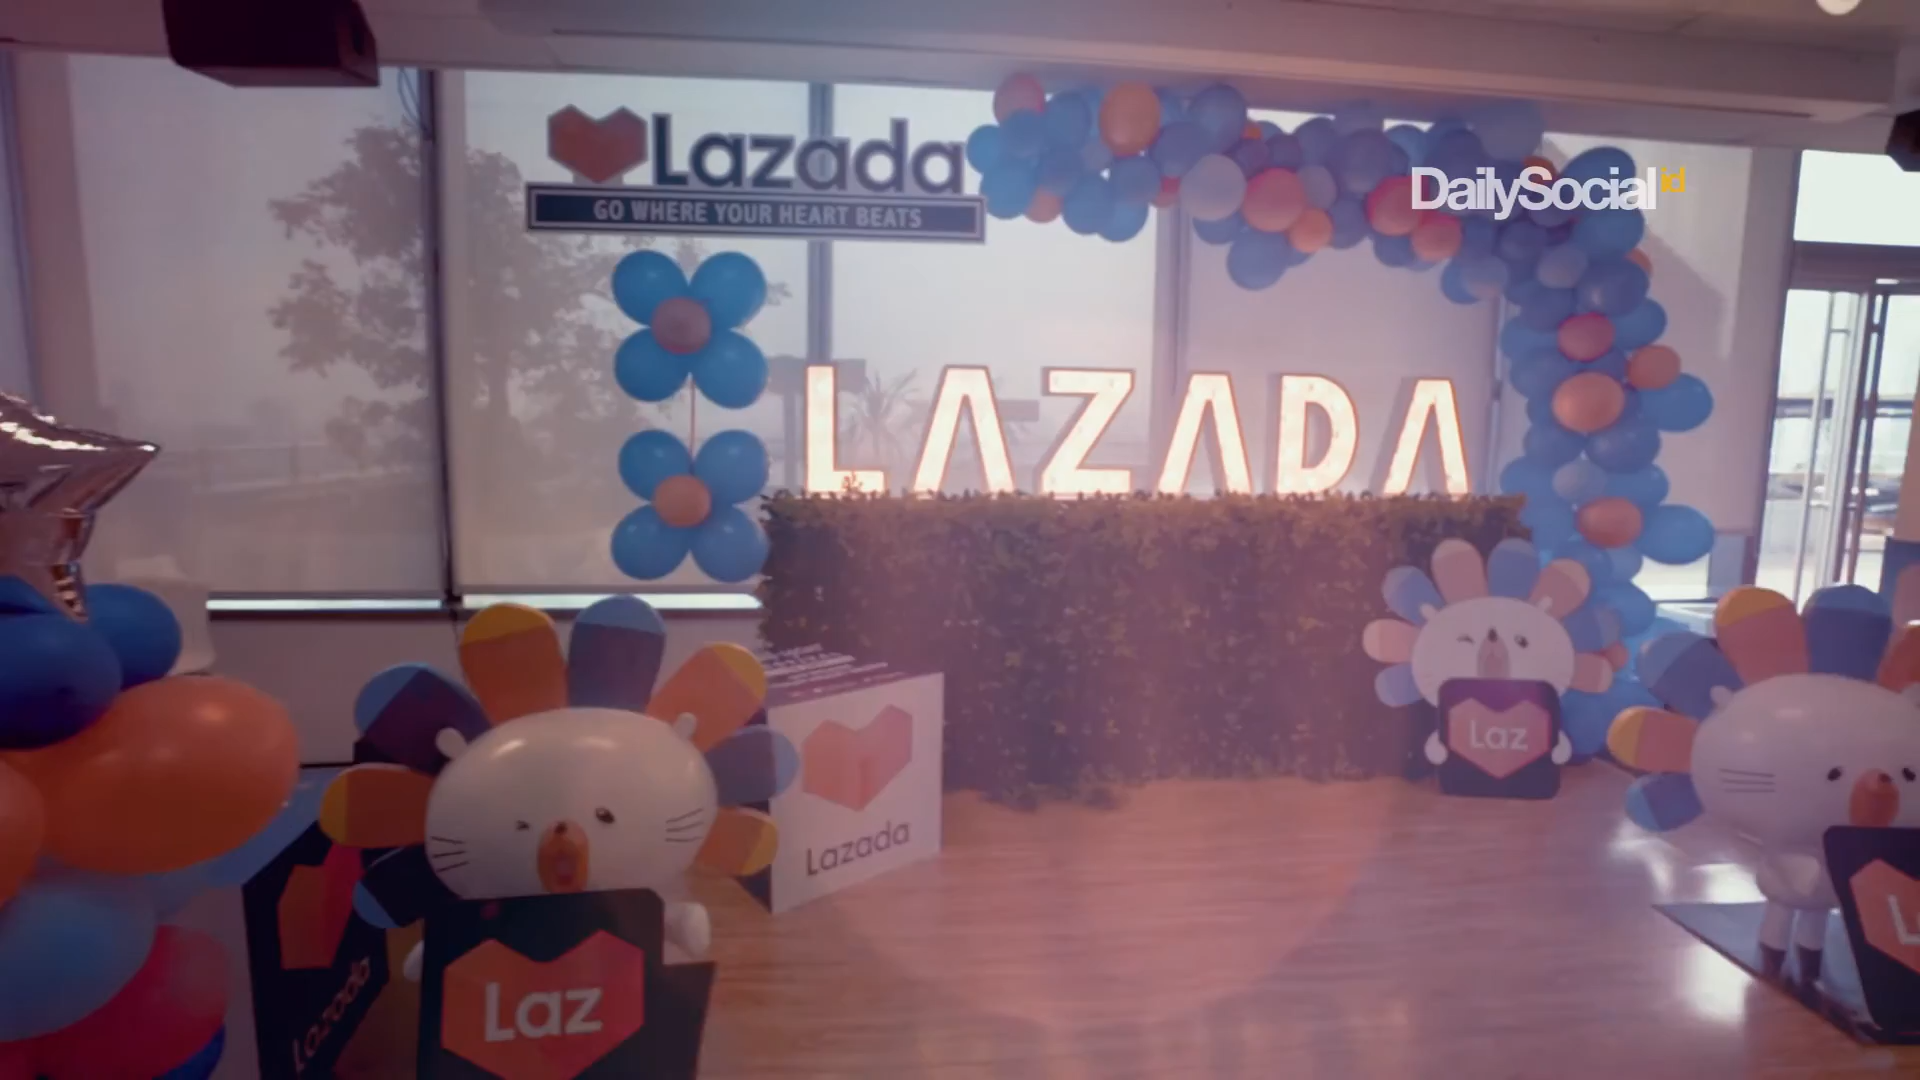 Lazada
GO WHERE YOUR HEART BEATS
DailySocial.id
LAZADA
Laz
Lazada
Lazada
Laz